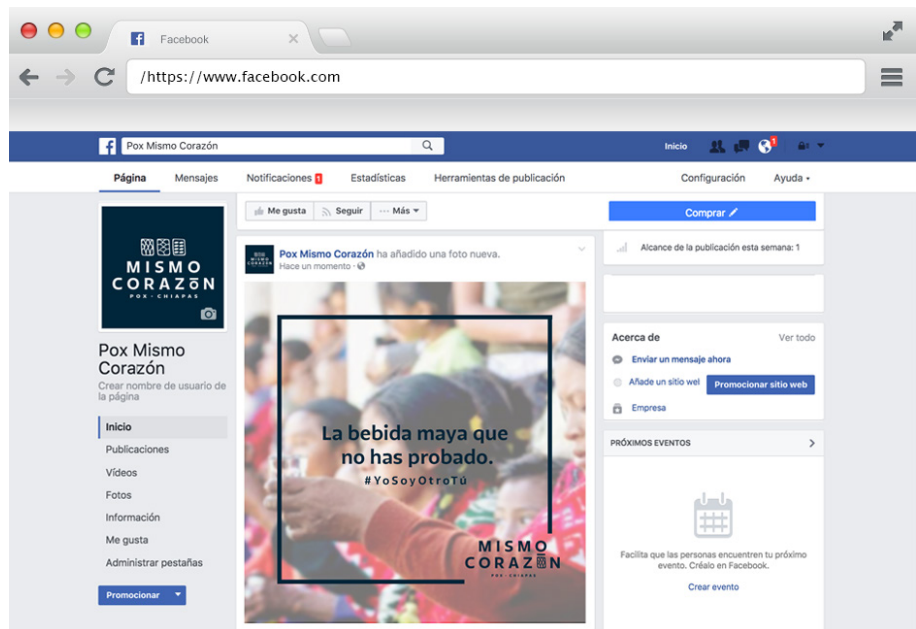 Facebook
/https://www.facebook.com
Pox Mismo Corazón
Inicio
1
Página
Mensajes
Notificaciones 1
Estadísticas
Herramientas de publicación
Configuración
Ayuda
MISMO
CORAZŌN
POX · CHIAPAS
Pox Mismo
Corazón
Crear nombre de usuario de
la página
Inicio
Publicaciones
Vídeos
Fotos
Información
Me gusta
Administrar pestañas
Promocionar
Me gusta
Seguir
··· Más
Pox Mismo Corazón ha añadido una foto nueva.
Hace un momento ·
La bebida maya que
no has probado.
#YoSoyOtroTú
MISMO
CORAZŌN
POX · CHIAPAS
Comprar
Alcance de la publicación esta semana: 1
Acerca de
Ver todo
Enviar un mensaje ahora
Añade un sitio wel
Promocionar sitio web
Empresa
PRÓXIMOS EVENTOS
Facilita que las personas encuentren tu próximo
evento. Créalo en Facebook.
Crear evento